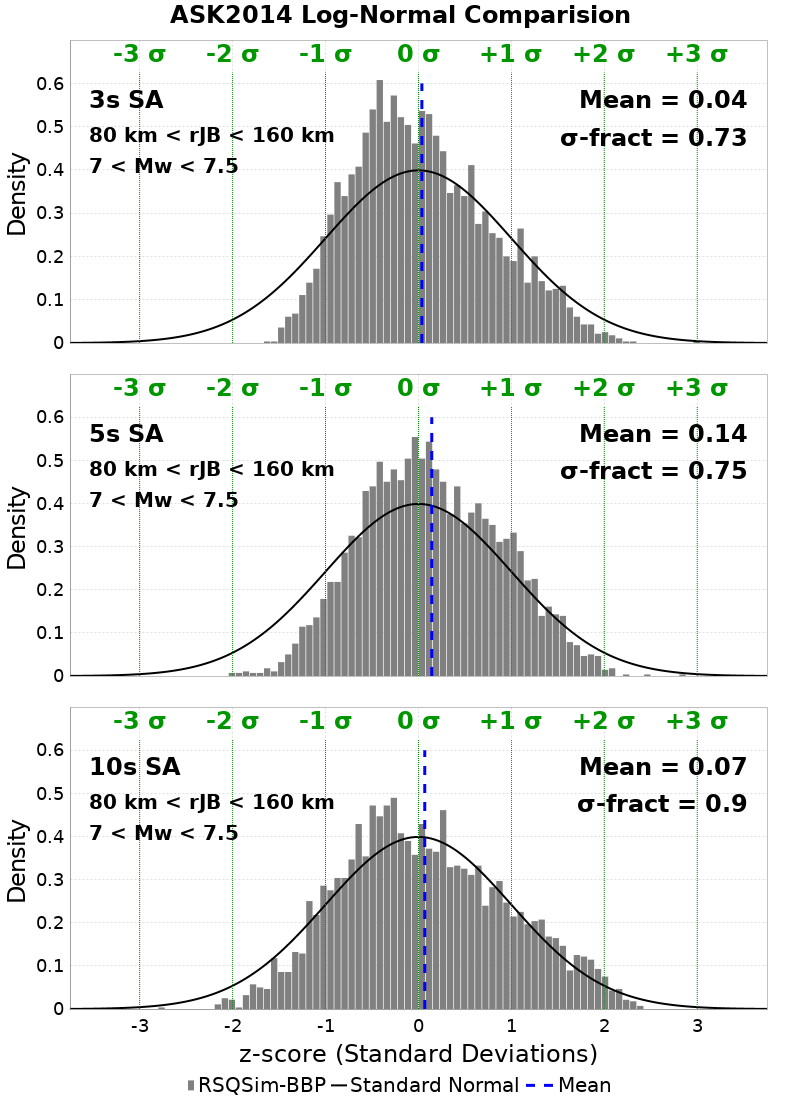 ASK2014 Log-Normal Comparision
-3 σ -2 σ -1 σ 0 σ +1 σ +2 σ +3 σ
3s SA
Mean = 0.04
80 km < rJB < 160 km
σ-fract = 0.73
7 < Mw < 7.5
Density
0.6
0.5
0.4
0.3
0.2
0.1
0
-3 σ -2 σ -1 σ 0 σ +1 σ +2 σ +3 σ
5s SA
Mean = 0.14
80 km < rJB < 160 km
σ-fract = 0.75
7 < Mw < 7.5
Density
0.6
0.5
0.4
0.3
0.2
0.1
0
-3 σ -2 σ -1 σ 0 σ +1 σ +2 σ +3 σ
10s SA
Mean = 0.07
80 km < rJB < 160 km
σ-fract = 0.9
7 < Mw < 7.5
Density
0.6
0.5
0.4
0.3
0.2
0.1
0
-3 -2 -1 0 1 2 3
z-score (Standard Deviations)
RSQSim-BBP Standard Normal Mean